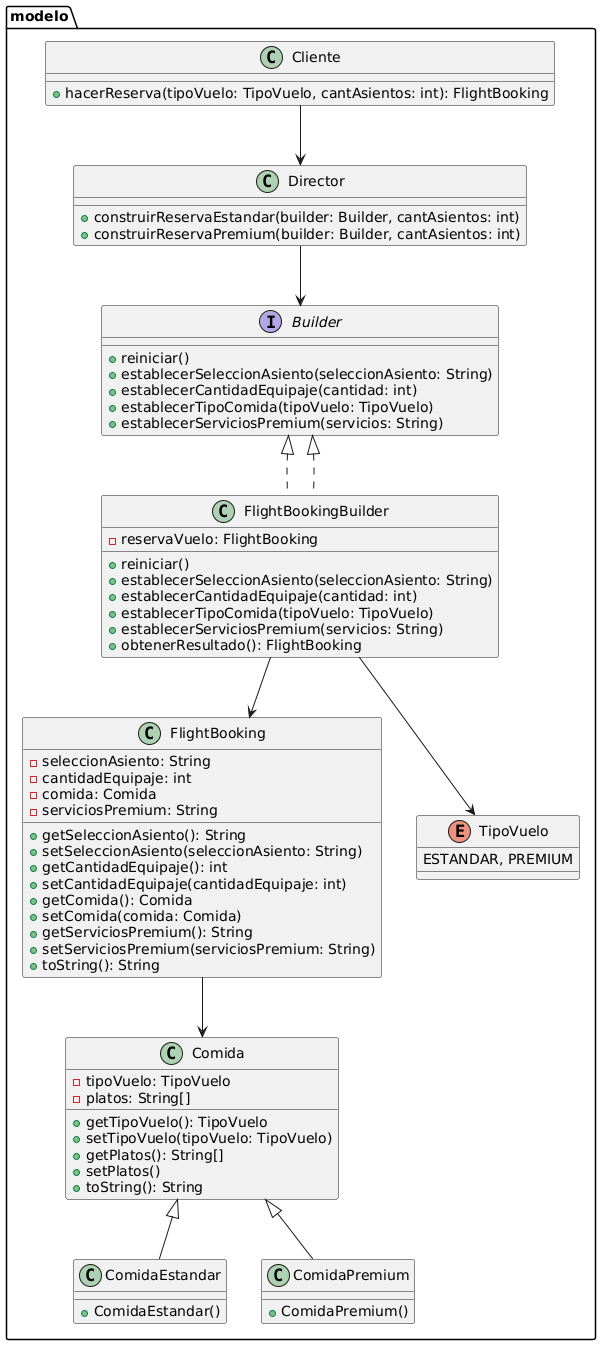 modelo
C Cliente
hacerReserva(tipoVuelo: TipoVuelo, cantAsientos: int): FlightBooking
C Director
construirReservaEstandar(builder: Builder, cantAsientos: int)
construirReservaPremium(builder: Builder, cantAsientos: int)
I Builder
reiniciar()
establecerSeleccionAsiento(seleccionAsiento: String)
establecerCantidadEquipaje(cantidad: int)
establecerTipoComida(tipoVuelo: TipoVuelo)
establecerServiciosPremium(servicios: String)
C FlightBookingBuilder
reservaVuelo: FlightBooking
reiniciar()
establecerSeleccionAsiento(seleccionAsiento: String)
establecerCantidadEquipaje(cantidad: int)
establecerTipoComida(tipoVuelo: TipoVuelo)
establecerServiciosPremium(servicios: String)
obtenerResultado(): FlightBooking
C FlightBooking
seleccionAsiento: String
cantidadEquipaje: int
comida: Comida
serviciosPremium: String
getSeleccionAsiento(): String
setSeleccionAsiento(seleccionAsiento: String)
getCantidadEquipaje(): int
setCantidadEquipaje(cantidadEquipaje: int)
getComida(): Comida
setComida(comida: Comida)
getServiciosPremium(): String
setServiciosPremium(serviciosPremium: String)
toString(): String
E TipoVuelo
ESTANDAR, PREMIUM
C Comida
tipoVuelo: TipoVuelo
platos: String[]
getTipoVuelo(): TipoVuelo
setTipoVuelo(tipoVuelo: TipoVuelo)
getPlatos(): String[]
setPlatos()
toString(): String
C ComidaEstandar
ComidaEstandar()
C ComidaPremium
ComidaPremium()